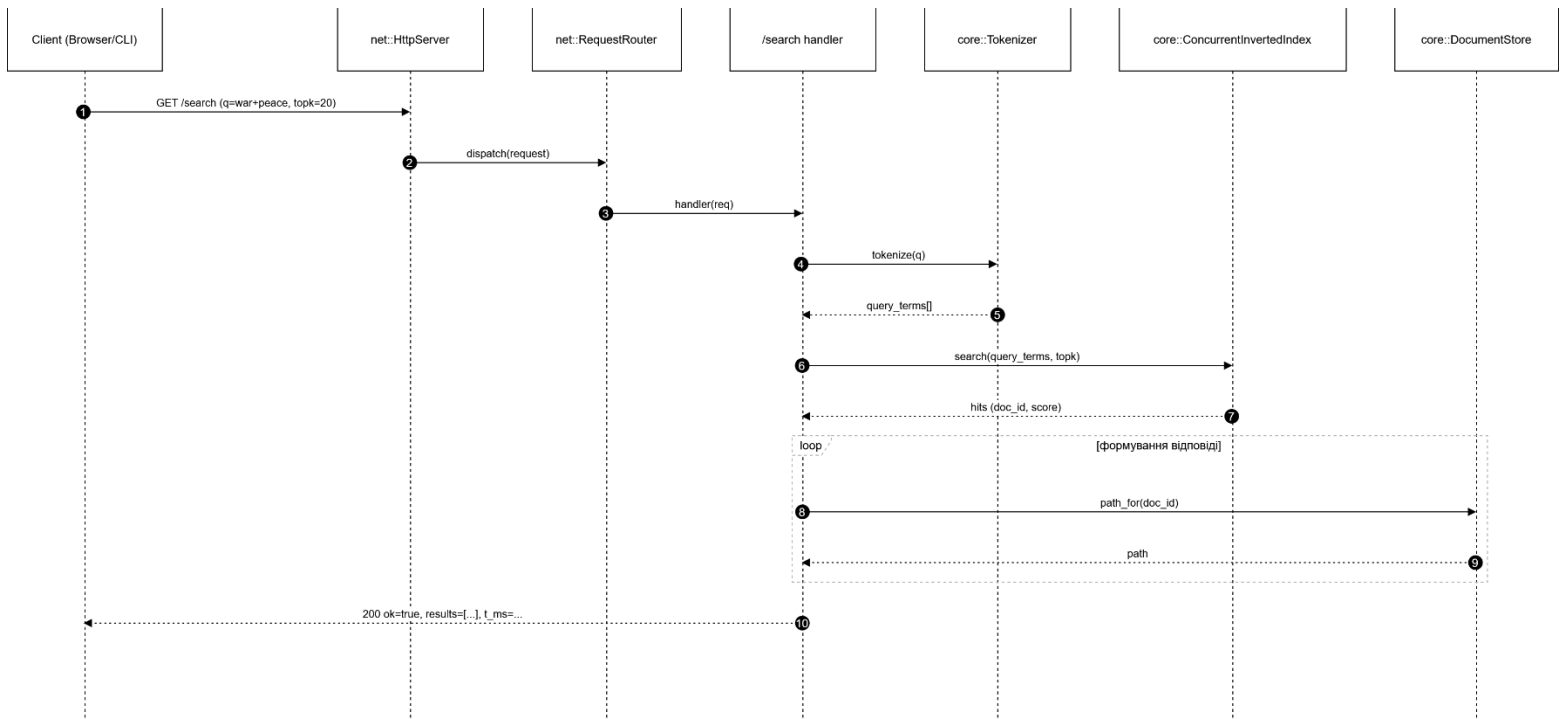 Client (Browser/CLI)
net::HttpServer
net::RequestRouter
/search handler
core::Tokenizer
core::ConcurrentInvertedIndex
core::DocumentStore
1
GET /search (q=war+peace, topk=20)
2
dispatch(request)
3
handler(req)
4
tokenize(q)
query_terms[]
5
6
search(query_terms, topk)
hits (doc_id, score)
7
loop
[формування відповіді]
8
path_for(doc_id)
path
9
200 ok=true, results=[...], t_ms=...
10